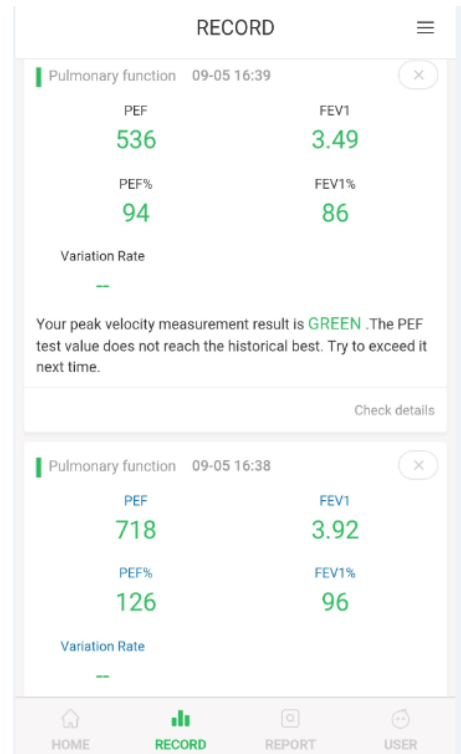 RECORD
Pulmonary function 09-05 16:39
PEF FEV1
536 3.49
PEF% FEV1%
94 86
Variation Rate
--
Your peak velocity measurement result is GREEN .The PEF
test value does not reach the historical best. Try to exceed it
next time.
Check details
Pulmonary function 09-05 16:38
PEF FEV1
718 3.92
PEF% FEV1%
126 96
Variation Rate
--
HOME RECORD REPORT USER